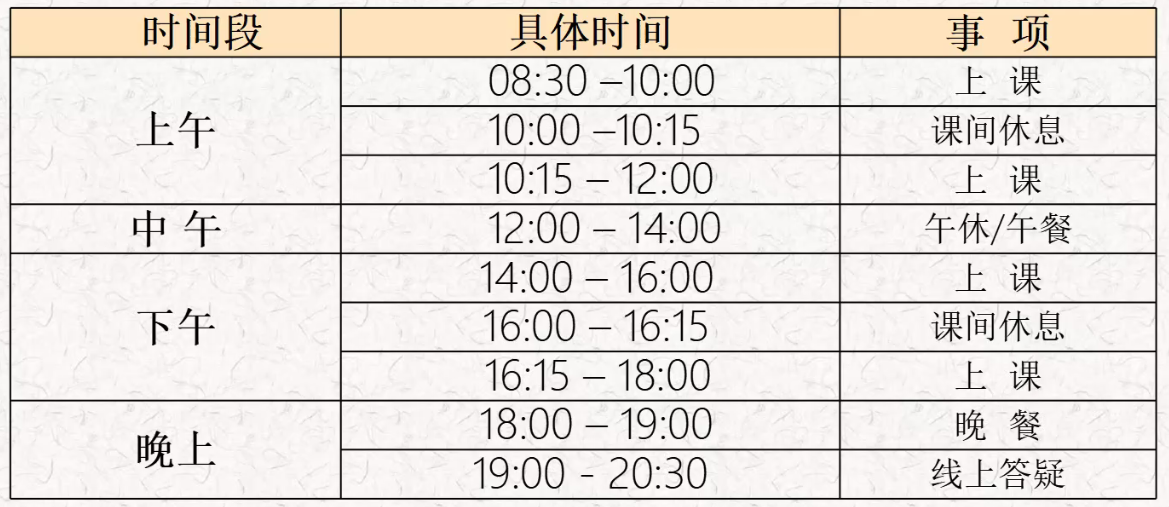 时间段 具体时间 事 项
上午 08:30 –10:00 上 课
10:00 –10:15 课间休息
10:15 – 12:00 上 课
中 午 12:00 – 14:00 午休/午餐
下午 14:00 – 16:00 上 课
16:00 – 16:15 课间休息
16:15 – 18:00 上 课
晚上 18:00 – 19:00 晚 餐
19:00 - 20:30 线上答疑